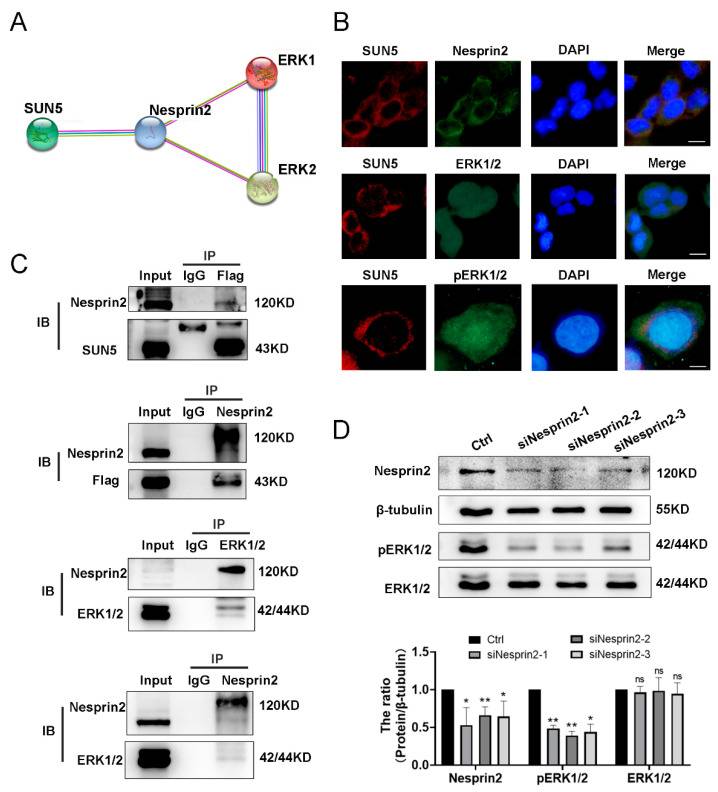 A
SUN5
Nesprin2
ERK1
ERK2
B
SUN5 Nesprin2 DAPI Merge
SUN5 ERK1/2 DAPI Merge
SUN5 pERK1/2 DAPI Merge
C
IP
Input IgG Flag
IB
Nesprin2 120KD
SUN5 43KD
IP
Input IgG Nesprin2
IB
Nesprin2 120KD
Flag 43KD
IP
Input IgG ERK1/2
IB
Nesprin2 120KD
ERK1/2 42/44KD
IP
Input IgG Nesprin2
IB
Nesprin2 120KD
ERK1/2 42/44KD
D
Ctrl siNesprin2-1 siNesprin2-2 siNesprin2-3
Nesprin2 120KD
β-tubulin 55KD
pERK1/2 42/44KD
ERK1/2 42/44KD
Ctrl siNesprin2-2
siNesprin2-1 siNesprin2-3
The ratio
(Protein/β-tubulin)
1.5
1.0
0.5
0.0
* ** * ** ** * ns ns ns
Nesprin2 pERK1/2 ERK1/2